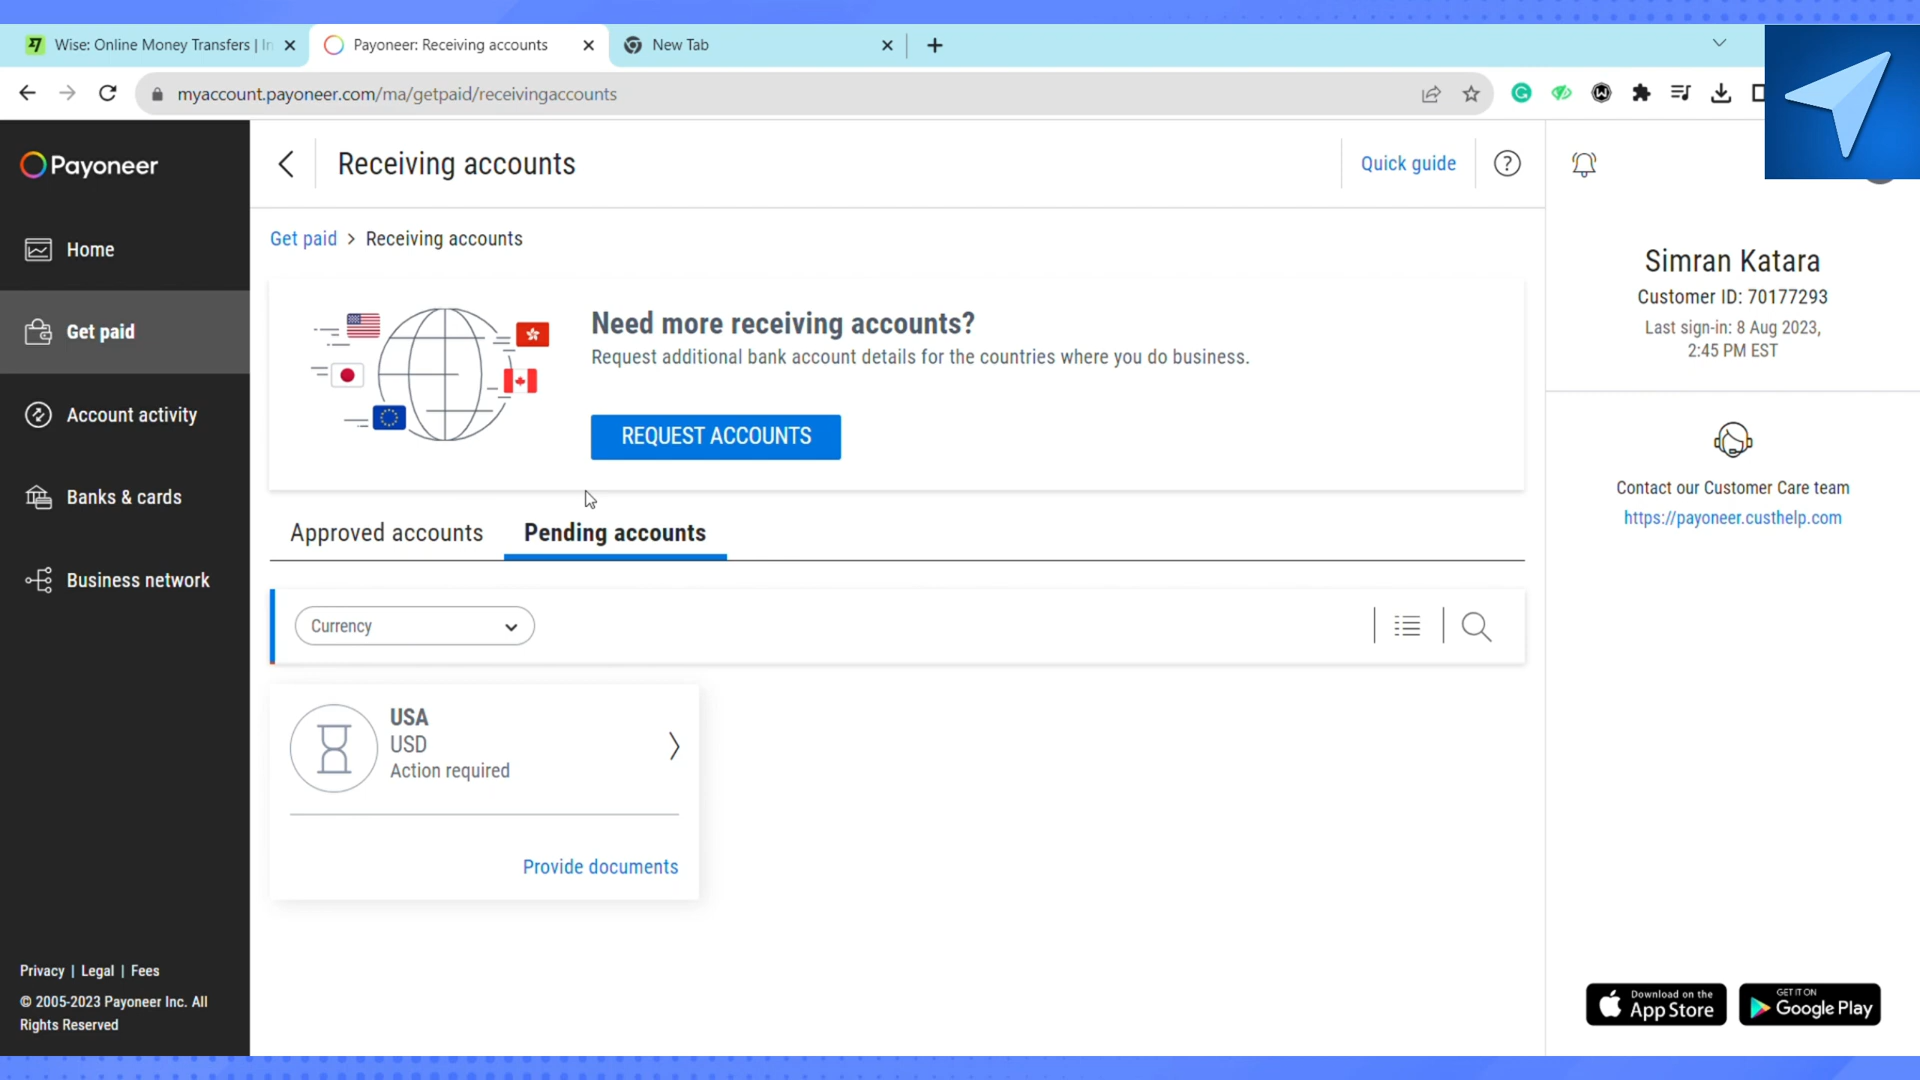 Wise: Online Money Transfers | In
Payoneer: Receiving accounts
New Tab
myaccount.payoneer.com/ma/getpaid/receivingaccounts
Payoneer
Home
Get paid
Account activity
Banks & cards
Business network
Privacy | Legal | Fees
© 2005-2023 Payoneer Inc. All
Rights Reserved
Receiving accounts
Quick guide
Get paid > Receiving accounts
Need more receiving accounts?
Request additional bank account details for the countries where you do business.
REQUEST ACCOUNTS
Approved accounts
Pending accounts
Currency
USA
USD
Action required
Provide documents
Simran Katara
Customer ID: 70177293
Last sign-in: 8 Aug 2023,
2:45 PM EST
Contact our Customer Care team
https://payoneer.custhelp.com
Download on the
App Store
GET IT ON
Google Play